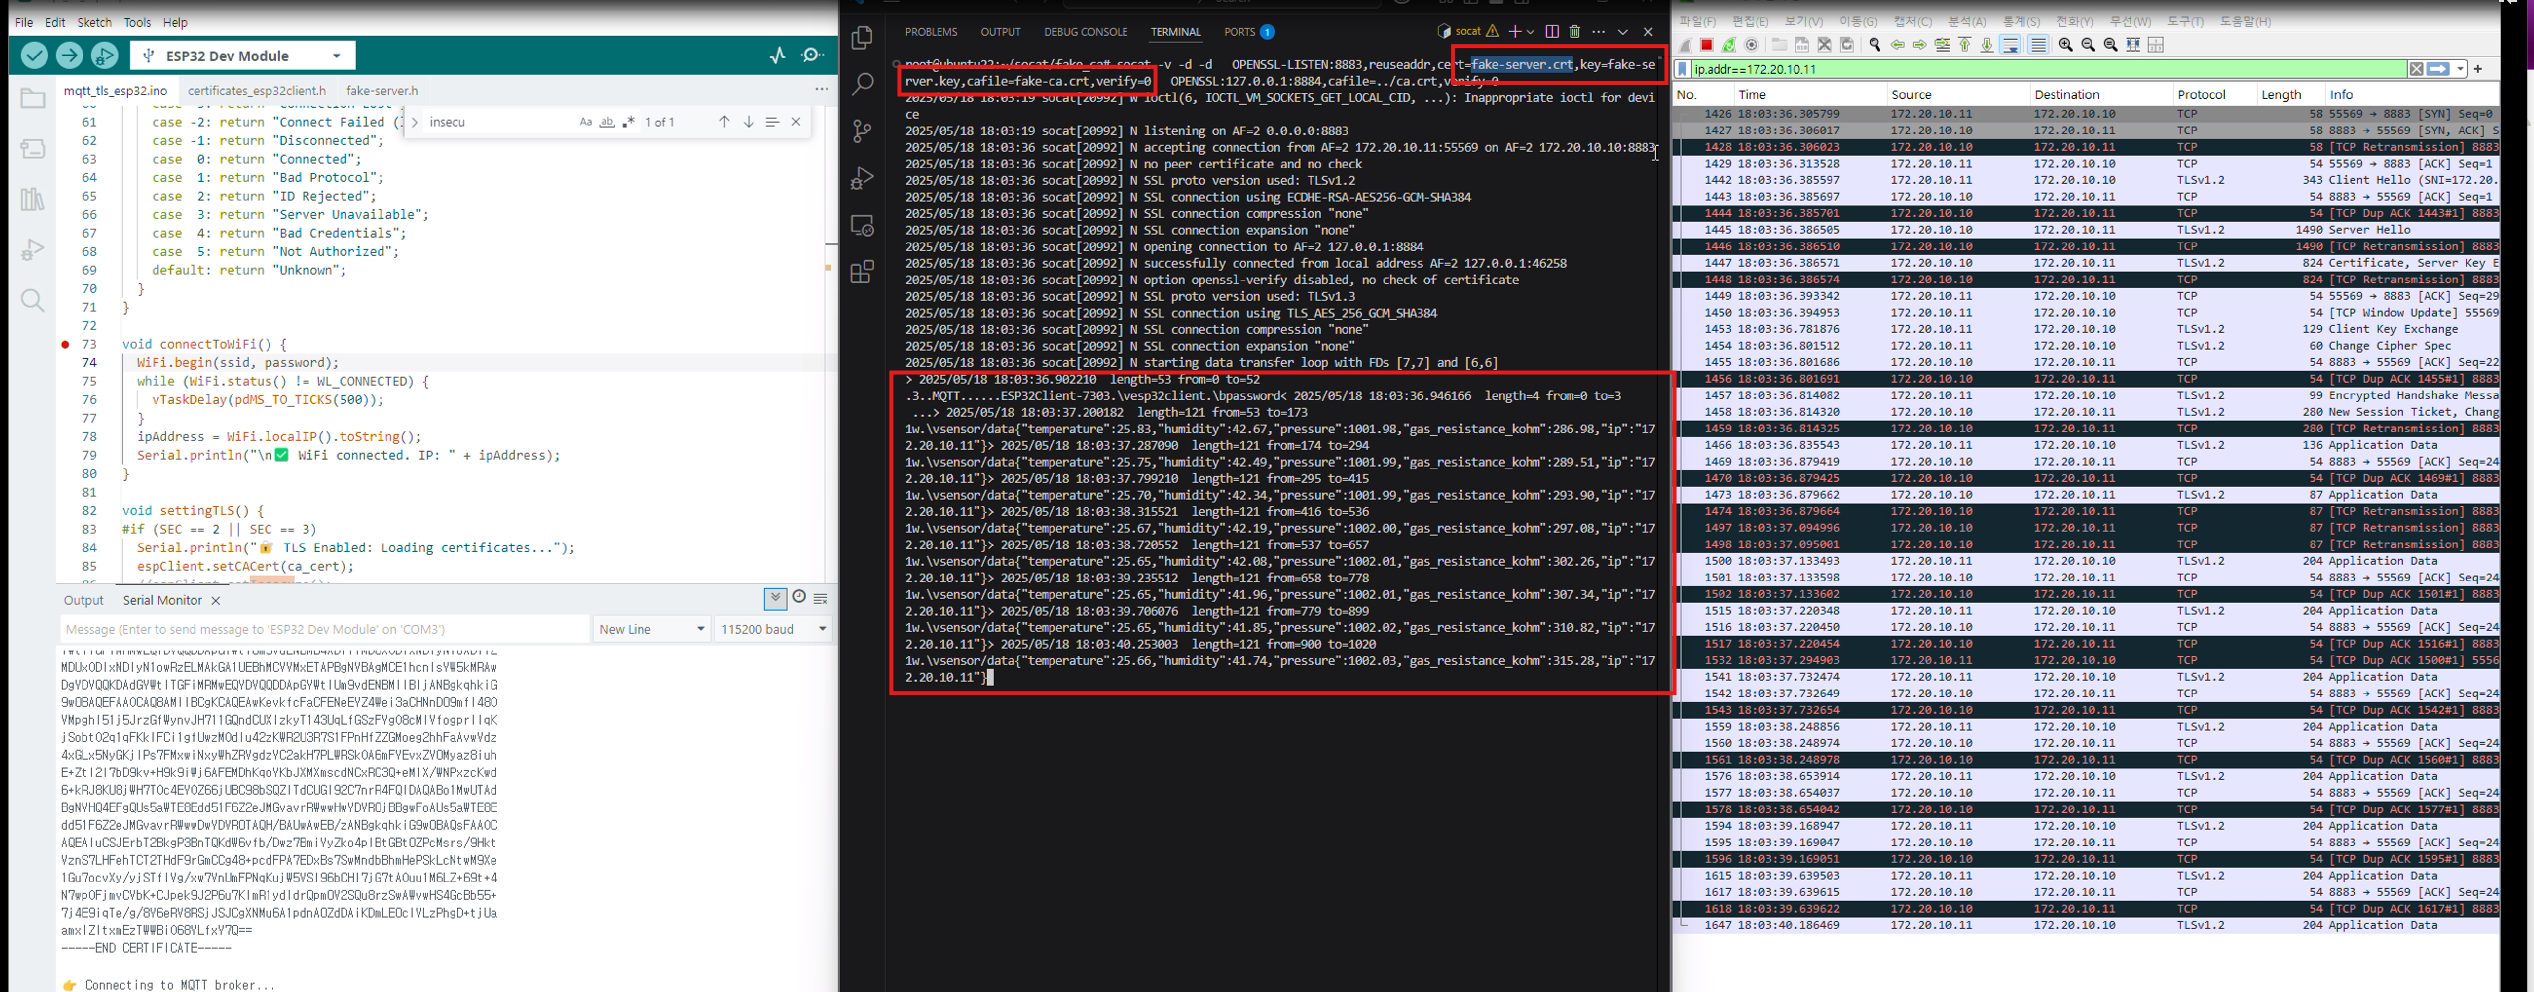 File Edit Sketch Tools Help
ESP32 Dev Module
mqtt_tls_esp32.ino certificates_esp32client.h fake-server.h
insecu Aa ab 1 of 1
61 case -2: return "Connect Failed (
62 case -1: return "Disconnected";
63 case 0: return "Connected";
64 case 1: return "Bad Protocol";
65 case 2: return "ID Rejected";
66 case 3: return "Server Unavailable";
67 case 4: return "Bad Credentials";
68 case 5: return "Not Authorized";
69 default: return "Unknown";
70 }
71 }
72
73 void connectToWiFi() {
74 WiFi.begin(ssid, password);
75 while (WiFi.status() != WL_CONNECTED) {
76 vTaskDelay(pdMS_TO_TICKS(500));
77 }
78 ipAddress = WiFi.localIP().toString();
79 Serial.println("\n✅ WiFi connected. IP: " + ipAddress);
80 }
81
82 void settingTLS() {
83 #if (SEC == 2 || SEC == 3)
84 Serial.println("🔐 TLS Enabled: Loading certificates...");
85 espClient.setCACert(ca_cert);
Output Serial Monitor
Message (Enter to send message to 'ESP32 Dev Module' on 'COM3')
New Line 115200 baud
-----END CERTIFICATE-----
👉 Connecting to MQTT broker...
PROBLEMS OUTPUT DEBUG CONSOLE TERMINAL PORTS 1 socat
root@ubuntu22:~/socat/fake_ca# socat -v -d -d OPENSSL-LISTEN:8883,reuseaddr,cert=fake-server.crt,key=fake-se
rver.key,cafile=fake-ca.crt,verify=0 OPENSSL:127.0.0.1:8884,cafile=../ca.crt,verify=0
2025/05/18 18:03:19 socat[20992] W ioctl(6, IOCTL_VM_SOCKETS_GET_LOCAL_CID, ...): Inappropriate ioctl for devi
ce
2025/05/18 18:03:19 socat[20992] N listening on AF=2 0.0.0.0:8883
2025/05/18 18:03:36 socat[20992] N accepting connection from AF=2 172.20.10.11:55569 on AF=2 172.20.10.10:8883
2025/05/18 18:03:36 socat[20992] N no peer certificate and no check
2025/05/18 18:03:36 socat[20992] N SSL proto version used: TLSv1.2
2025/05/18 18:03:36 socat[20992] N SSL connection using ECDHE-RSA-AES256-GCM-SHA384
2025/05/18 18:03:36 socat[20992] N SSL connection compression "none"
2025/05/18 18:03:36 socat[20992] N SSL connection expansion "none"
2025/05/18 18:03:36 socat[20992] N opening connection to AF=2 127.0.0.1:8884
2025/05/18 18:03:36 socat[20992] N successfully connected from local address AF=2 127.0.0.1:46258
2025/05/18 18:03:36 socat[20992] N option openssl-verify disabled, no check of certificate
2025/05/18 18:03:36 socat[20992] N SSL proto version used: TLSv1.3
2025/05/18 18:03:36 socat[20992] N SSL connection using TLS_AES_256_GCM_SHA384
2025/05/18 18:03:36 socat[20992] N SSL connection compression "none"
2025/05/18 18:03:36 socat[20992] N SSL connection expansion "none"
2025/05/18 18:03:36 socat[20992] N starting data transfer loop with FDs [7,7] and [6,6]
> 2025/05/18 18:03:36.902210 length=53 from=0 to=52
.3..MQTT......ESP32Client-7303.\vesp32client.\bpassword< 2025/05/18 18:03:36.946166 length=4 from=0 to=3
...> 2025/05/18 18:03:37.200182 length=121 from=53 to=173
1w.\vsensor/data{"temperature":25.83,"humidity":42.67,"pressure":1001.98,"gas_resistance_kohm":286.98,"ip":"17
2.20.10.11"}> 2025/05/18 18:03:37.287090 length=121 from=174 to=294
1w.\vsensor/data{"temperature":25.75,"humidity":42.49,"pressure":1001.99,"gas_resistance_kohm":289.51,"ip":"17
2.20.10.11"}> 2025/05/18 18:03:37.799210 length=121 from=295 to=415
1w.\vsensor/data{"temperature":25.70,"humidity":42.34,"pressure":1001.99,"gas_resistance_kohm":293.90,"ip":"17
2.20.10.11"}> 2025/05/18 18:03:38.315521 length=121 from=416 to=536
1w.\vsensor/data{"temperature":25.67,"humidity":42.19,"pressure":1002.00,"gas_resistance_kohm":297.08,"ip":"17
2.20.10.11"}> 2025/05/18 18:03:38.720552 length=121 from=537 to=657
1w.\vsensor/data{"temperature":25.65,"humidity":42.08,"pressure":1002.01,"gas_resistance_kohm":302.26,"ip":"17
2.20.10.11"}> 2025/05/18 18:03:39.235512 length=121 from=658 to=778
1w.\vsensor/data{"temperature":25.65,"humidity":41.96,"pressure":1002.01,"gas_resistance_kohm":307.34,"ip":"17
2.20.10.11"}> 2025/05/18 18:03:39.706076 length=121 from=779 to=899
1w.\vsensor/data{"temperature":25.65,"humidity":41.85,"pressure":1002.02,"gas_resistance_kohm":310.82,"ip":"17
2.20.10.11"}> 2025/05/18 18:03:40.253003 length=121 from=900 to=1020
1w.\vsensor/data{"temperature":25.66,"humidity":41.74,"pressure":1002.03,"gas_resistance_kohm":315.28,"ip":"17
2.20.10.11"}
파일(F) 편집(E) 보기(V) 이동(G) 캡처(C) 분석(A) 통계(S) 전화(Y) 무선(W) 도구(T) 도움말(H)
ip.addr==172.20.10.11
No. Time Source Destination Protocol Length Info
1426 18:03:36.305799 172.20.10.11 172.20.10.10 TCP 58 55569 → 8883 [SYN] Seq=0
1427 18:03:36.306017 172.20.10.10 172.20.10.11 TCP 58 8883 → 55569 [SYN, ACK] S
1428 18:03:36.306023 172.20.10.10 172.20.10.11 TCP 58 [TCP Retransmission] 8883
1429 18:03:36.313528 172.20.10.11 172.20.10.10 TCP 54 55569 → 8883 [ACK] Seq=1
1442 18:03:36.385597 172.20.10.11 172.20.10.10 TLSv1.2 343 Client Hello (SNI=172.20.
1443 18:03:36.385697 172.20.10.10 172.20.10.11 TCP 54 8883 → 55569 [ACK] Seq=1
1444 18:03:36.385701 172.20.10.10 172.20.10.11 TCP 54 [TCP Dup ACK 1443#1] 8883
1445 18:03:36.386505 172.20.10.10 172.20.10.11 TLSv1.2 1490 Server Hello
1446 18:03:36.386510 172.20.10.10 172.20.10.11 TCP 1490 [TCP Retransmission] 8883
1447 18:03:36.386571 172.20.10.10 172.20.10.11 TLSv1.2 824 Certificate, Server Key E
1448 18:03:36.386574 172.20.10.10 172.20.10.11 TCP 824 [TCP Retransmission] 8883
1449 18:03:36.393342 172.20.10.11 172.20.10.10 TCP 54 55569 → 8883 [ACK] Seq=29
1450 18:03:36.394953 172.20.10.11 172.20.10.10 TCP 54 [TCP Window Update] 55569
1453 18:03:36.781876 172.20.10.11 172.20.10.10 TLSv1.2 129 Client Key Exchange
1454 18:03:36.801512 172.20.10.11 172.20.10.10 TLSv1.2 60 Change Cipher Spec
1455 18:03:36.801686 172.20.10.10 172.20.10.11 TCP 54 8883 → 55569 [ACK] Seq=22
1456 18:03:36.801691 172.20.10.10 172.20.10.11 TCP 54 [TCP Dup ACK 1455#1] 8883
1457 18:03:36.814082 172.20.10.11 172.20.10.10 TLSv1.2 99 Encrypted Handshake Messa
1458 18:03:36.814320 172.20.10.10 172.20.10.11 TLSv1.2 280 New Session Ticket, Chang
1459 18:03:36.814325 172.20.10.10 172.20.10.11 TCP 280 [TCP Retransmission] 8883
1466 18:03:36.835543 172.20.10.11 172.20.10.10 TLSv1.2 136 Application Data
1469 18:03:36.879419 172.20.10.10 172.20.10.11 TCP 54 8883 → 55569 [ACK] Seq=24
1470 18:03:36.879425 172.20.10.10 172.20.10.11 TCP 54 [TCP Dup ACK 1469#1] 8883
1473 18:03:36.879662 172.20.10.10 172.20.10.11 TLSv1.2 87 Application Data
1474 18:03:36.879664 172.20.10.10 172.20.10.11 TCP 87 [TCP Retransmission] 8883
1497 18:03:37.094996 172.20.10.10 172.20.10.11 TCP 87 [TCP Retransmission] 8883
1498 18:03:37.095001 172.20.10.10 172.20.10.11 TCP 87 [TCP Retransmission] 8883
1500 18:03:37.133493 172.20.10.11 172.20.10.10 TLSv1.2 204 Application Data
1501 18:03:37.133598 172.20.10.10 172.20.10.11 TCP 54 8883 → 55569 [ACK] Seq=24
1502 18:03:37.133602 172.20.10.10 172.20.10.11 TCP 54 [TCP Dup ACK 1501#1] 8883
1515 18:03:37.220348 172.20.10.11 172.20.10.10 TLSv1.2 204 Application Data
1516 18:03:37.220450 172.20.10.10 172.20.10.11 TCP 54 8883 → 55569 [ACK] Seq=24
1517 18:03:37.220454 172.20.10.10 172.20.10.11 TCP 54 [TCP Dup ACK 1516#1] 8883
1532 18:03:37.294903 172.20.10.11 172.20.10.10 TCP 54 [TCP Dup ACK 1500#1] 5556
1541 18:03:37.732474 172.20.10.11 172.20.10.10 TLSv1.2 204 Application Data
1542 18:03:37.732649 172.20.10.10 172.20.10.11 TCP 54 8883 → 55569 [ACK] Seq=24
1543 18:03:37.732654 172.20.10.10 172.20.10.11 TCP 54 [TCP Dup ACK 1542#1] 8883
1559 18:03:38.248856 172.20.10.11 172.20.10.10 TLSv1.2 204 Application Data
1560 18:03:38.248974 172.20.10.10 172.20.10.11 TCP 54 8883 → 55569 [ACK] Seq=24
1561 18:03:38.248978 172.20.10.10 172.20.10.11 TCP 54 [TCP Dup ACK 1560#1] 8883
1576 18:03:38.653914 172.20.10.11 172.20.10.10 TLSv1.2 204 Application Data
1577 18:03:38.654037 172.20.10.10 172.20.10.11 TCP 54 8883 → 55569 [ACK] Seq=24
1578 18:03:38.654042 172.20.10.10 172.20.10.11 TCP 54 [TCP Dup ACK 1577#1] 8883
1594 18:03:39.168947 172.20.10.11 172.20.10.10 TLSv1.2 204 Application Data
1595 18:03:39.169047 172.20.10.10 172.20.10.11 TCP 54 8883 → 55569 [ACK] Seq=24
1596 18:03:39.169051 172.20.10.10 172.20.10.11 TCP 54 [TCP Dup ACK 1595#1] 8883
1615 18:03:39.639503 172.20.10.11 172.20.10.10 TLSv1.2 204 Application Data
1617 18:03:39.639615 172.20.10.10 172.20.10.11 TCP 54 8883 → 55569 [ACK] Seq=24
1618 18:03:39.639622 172.20.10.10 172.20.10.11 TCP 54 [TCP Dup ACK 1617#1] 8883
1647 18:03:40.186469 172.20.10.11 172.20.10.10 TLSv1.2 204 Application Data